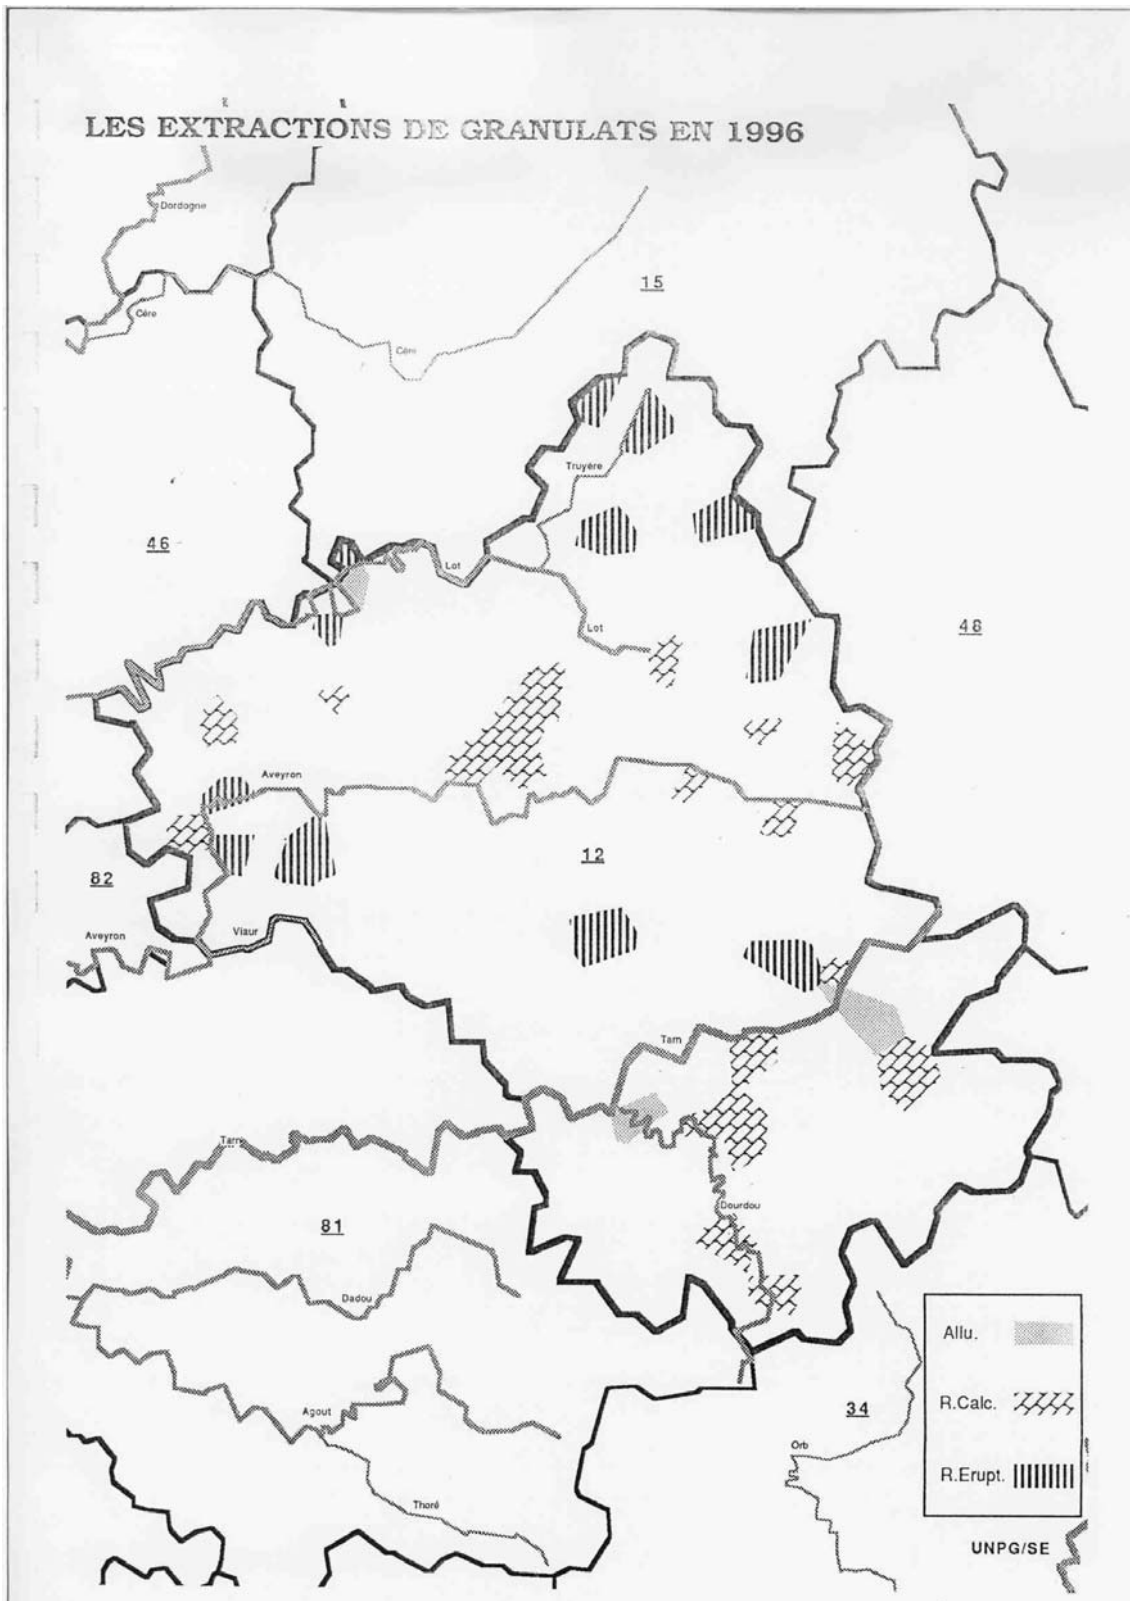 LES EXTRACTIONS DE GRANULATS EN 1996
Dordogne
15
Cère
Cère
Truyère
46
Lot
Lot
48
Aveyron
12
82
Aveyron
Viaur
Tarn
Tarn
Dourdou
81
Dadou
Allu.
R.Calc.
Agout
34
Orb
R.Erupt.
Thoré
UNPG/SE